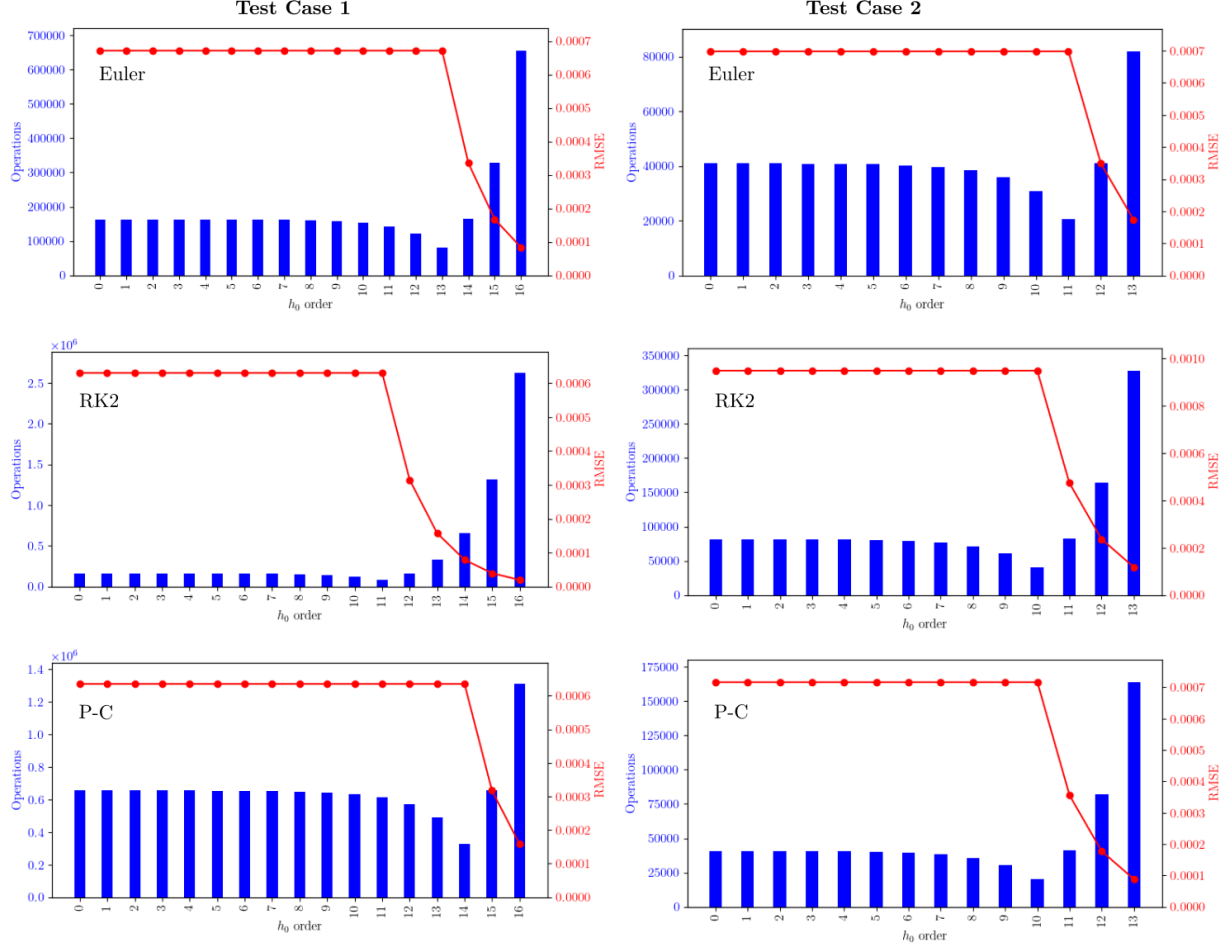 Test Case 1
Test Case 2
700000
600000
500000
400000
300000
200000
100000
0
Operations
Euler
0.0007
0.0006
0.0005
0.0004
0.0003
0.0002
0.0001
0.0000
RMSE
0 1 2 3 4 5 6 7 8 9 10 11 12 13 14 15 16
h₀ order
80000
60000
40000
20000
0
Operations
Euler
0.0007
0.0006
0.0005
0.0004
0.0003
0.0002
0.0001
0.0000
RMSE
0 1 2 3 4 5 6 7 8 9 10 11 12 13
h₀ order
×10⁶
2.5
2.0
1.5
1.0
0.5
0.0
Operations
RK2
0.0006
0.0005
0.0004
0.0003
0.0002
0.0001
0.0000
RMSE
0 1 2 3 4 5 6 7 8 9 10 11 12 13 14 15 16
h₀ order
350000
300000
250000
200000
150000
100000
50000
0
Operations
RK2
0.0010
0.0008
0.0006
0.0004
0.0002
0.0000
RMSE
0 1 2 3 4 5 6 7 8 9 10 11 12 13
h₀ order
×10⁶
1.4
1.2
1.0
0.8
0.6
0.4
0.2
0.0
Operations
P-C
0.0006
0.0005
0.0004
0.0003
0.0002
0.0001
0.0000
RMSE
0 1 2 3 4 5 6 7 8 9 10 11 12 13 14 15 16
h₀ order
175000
150000
125000
100000
75000
50000
25000
0
Operations
P-C
0.0007
0.0006
0.0005
0.0004
0.0003
0.0002
0.0001
0.0000
RMSE
0 1 2 3 4 5 6 7 8 9 10 11 12 13
h₀ order